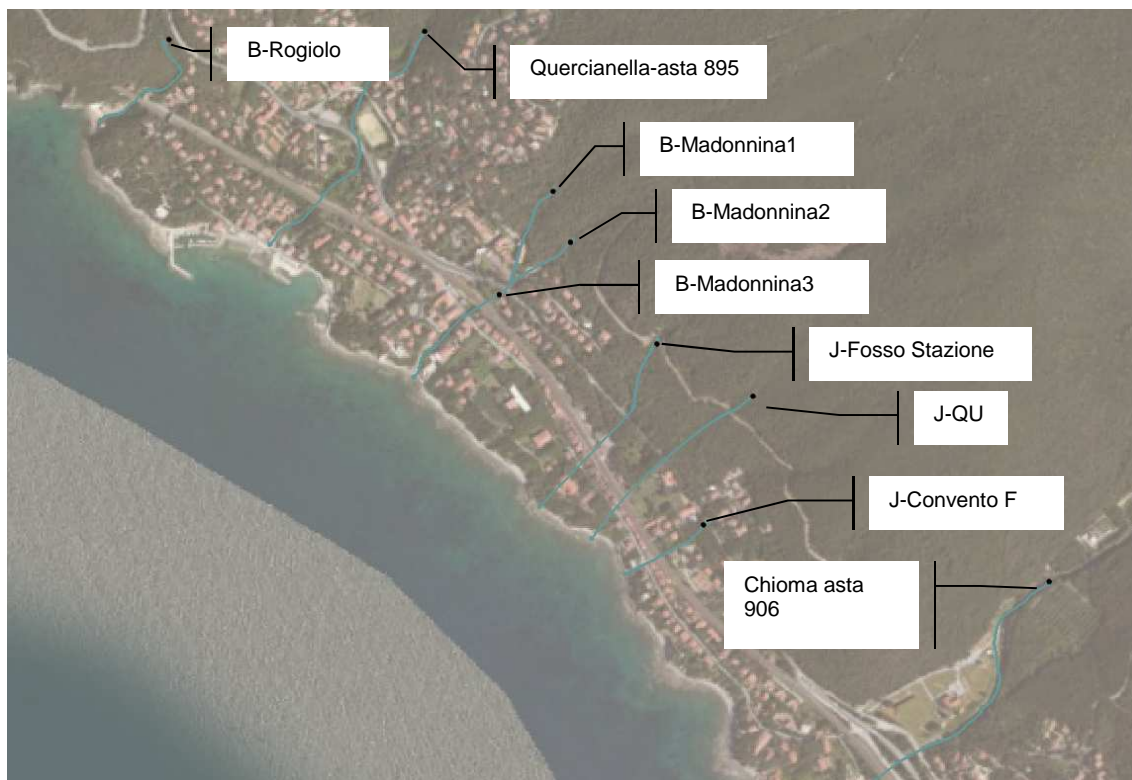 B-Rogiolo
Quercianella-asta 895
B-Madonnina1
B-Madonnina2
B-Madonnina3
J-Fosso Stazione
J-QU
J-Convento F
Chioma asta
906